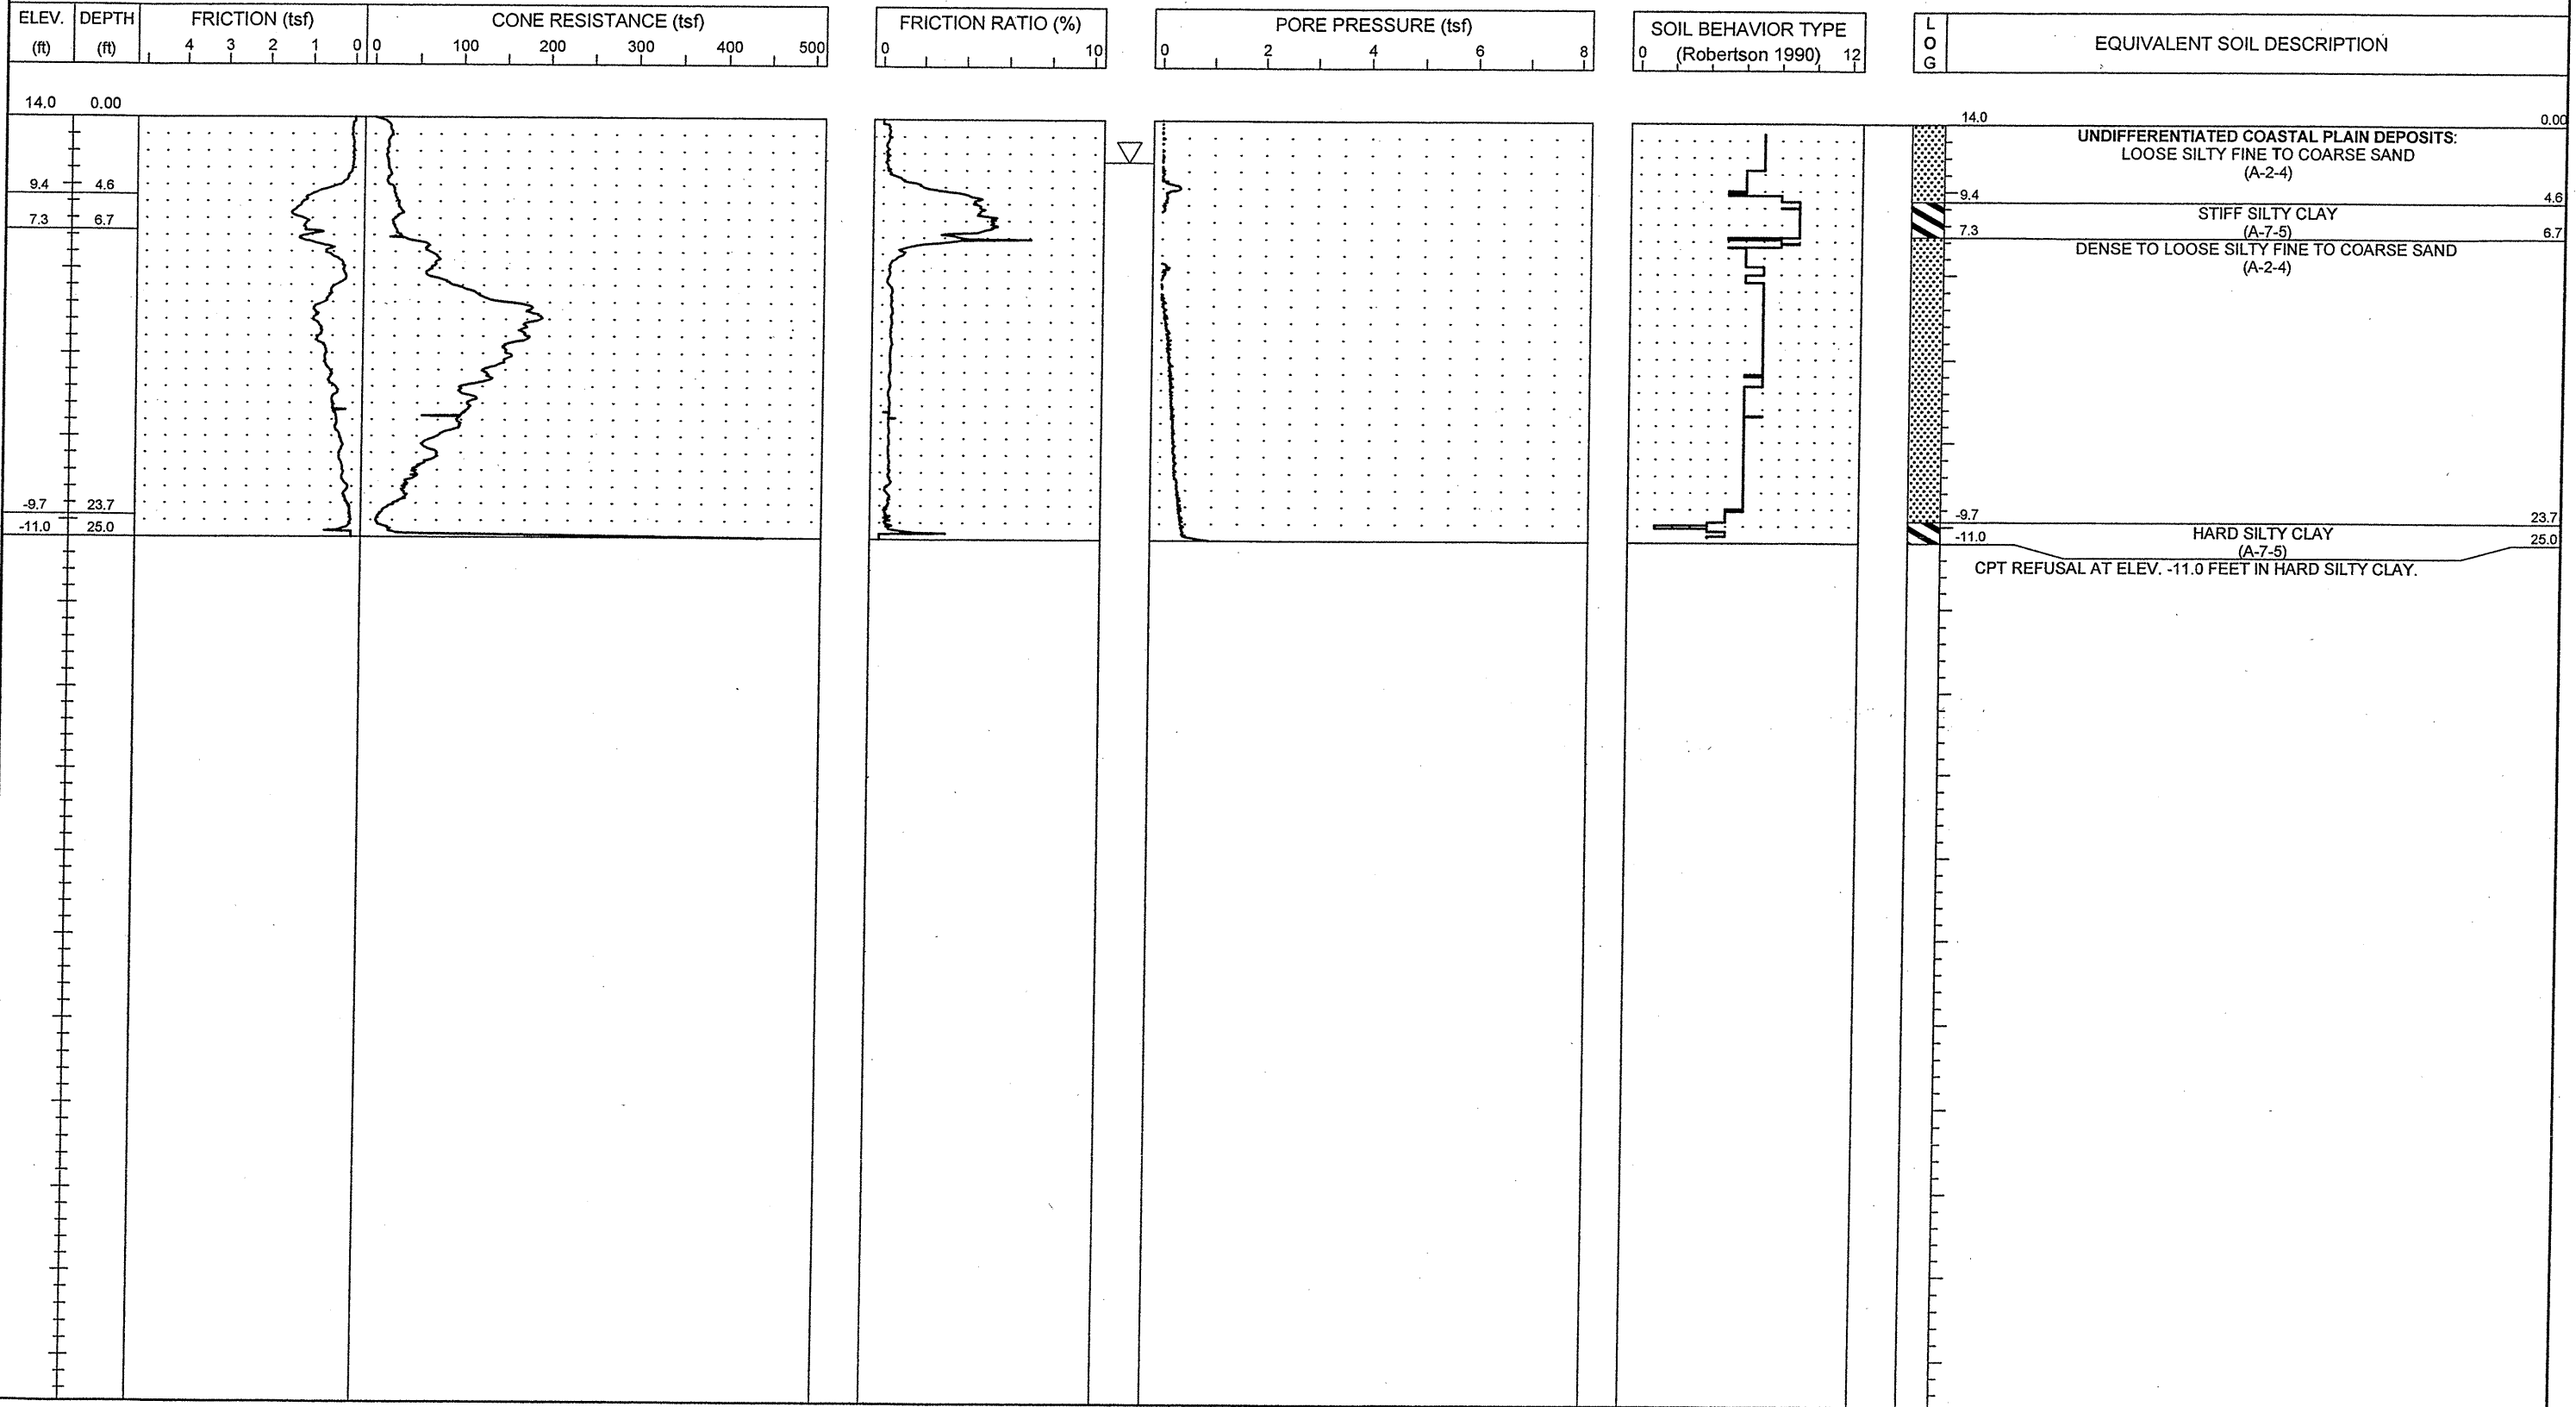 ELEV.
(ft)
DEPTH
(ft)
FRICTION (tsf)
4 3 2 1 0
CONE RESISTANCE (tsf)
0 100 200 300 400 500
FRICTION RATIO (%)
0 10
PORE PRESSURE (tsf)
0 2 4 6 8
SOIL BEHAVIOR TYPE
(Robertson 1990)
0 12
L
O
G
EQUIVALENT SOIL DESCRIPTION
14.0 0.00
9.4 4.6
7.3 6.7
-9.7 23.7
-11.0 25.0
14.0 0.00
UNDIFFERENTIATED COASTAL PLAIN DEPOSITS:
LOOSE SILTY FINE TO COARSE SAND
(A-2-4)
9.4 4.6
STIFF SILTY CLAY
(A-7-5)
7.3 6.7
DENSE TO LOOSE SILTY FINE TO COARSE SAND
(A-2-4)
-9.7 23.7
HARD SILTY CLAY
-11.0 25.0
(A-7-5)
CPT REFUSAL AT ELEV. -11.0 FEET IN HARD SILTY CLAY.